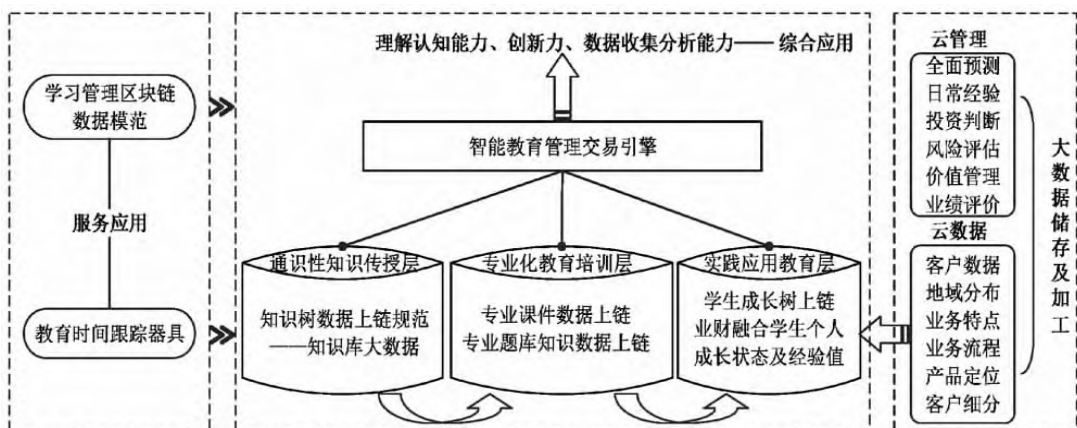 学习管理区块链
数据模范
服务应用
教育时间跟踪器具
理解认知能力、创新力、数据收集分析能力—— 综合应用
智能教育管理交易引擎
通识性知识传授层
知识树数据上链规范
——知识库大数据
专业化教育培训层
专业课件数据上链
专业题库知识数据上链
实践应用教育层
学生成长树上链
业财融合学生个人
成长状态及经验值
云管理
全面预测
日常经验
投资判断
风险评估
价值管理
业绩评价
云数据
客户数据
地域分布
业务特点
业务流程
产品定位
客户细分
大数据储存及加工